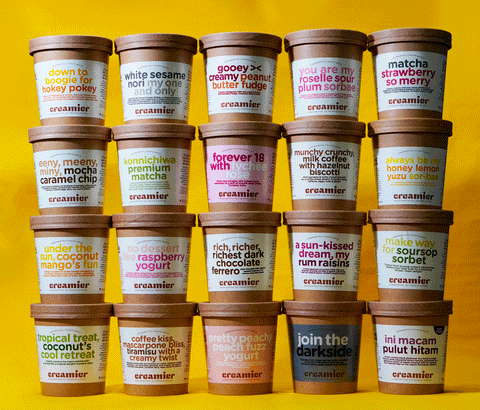 down to
boogie for
hokey pokey
creamier
white sesame
nori my one
and only
creamier
gooey ><
creamy peanut
butter fudge
creamier
you are my
roselle sour
plum sorbae
creamier
matcha
strawberry
so merry
creamier
eeny, meeny,
miny, mocha
caramel chip
creamier
konnichiwa
premium
matcha
creamier
forever 18
with lychee
creamier
munchy crunchy,
milk coffee
with hazelnut
biscotti
creamier
always be my
honey lemon
yuzu sor-bae
creamier
under the
sun, coconut
mango's fun
creamier
no dessert
like raspberry
yogurt
creamier
rich, richer,
richest dark
chocolate
ferrero
creamier
a sun-kissed
dream, my
rum raisins
creamier
make way
for soursop
sorbet
creamier
tropical treat,
coconut's
cool retreat
creamier
coffee kiss,
mascarpone bliss,
tiramisu with a
creamy twist
creamier
pretty peachy
peach fuzz
yogurt
creamier
join the
darkside
creamier
ini macam
pulut hitam
creamier